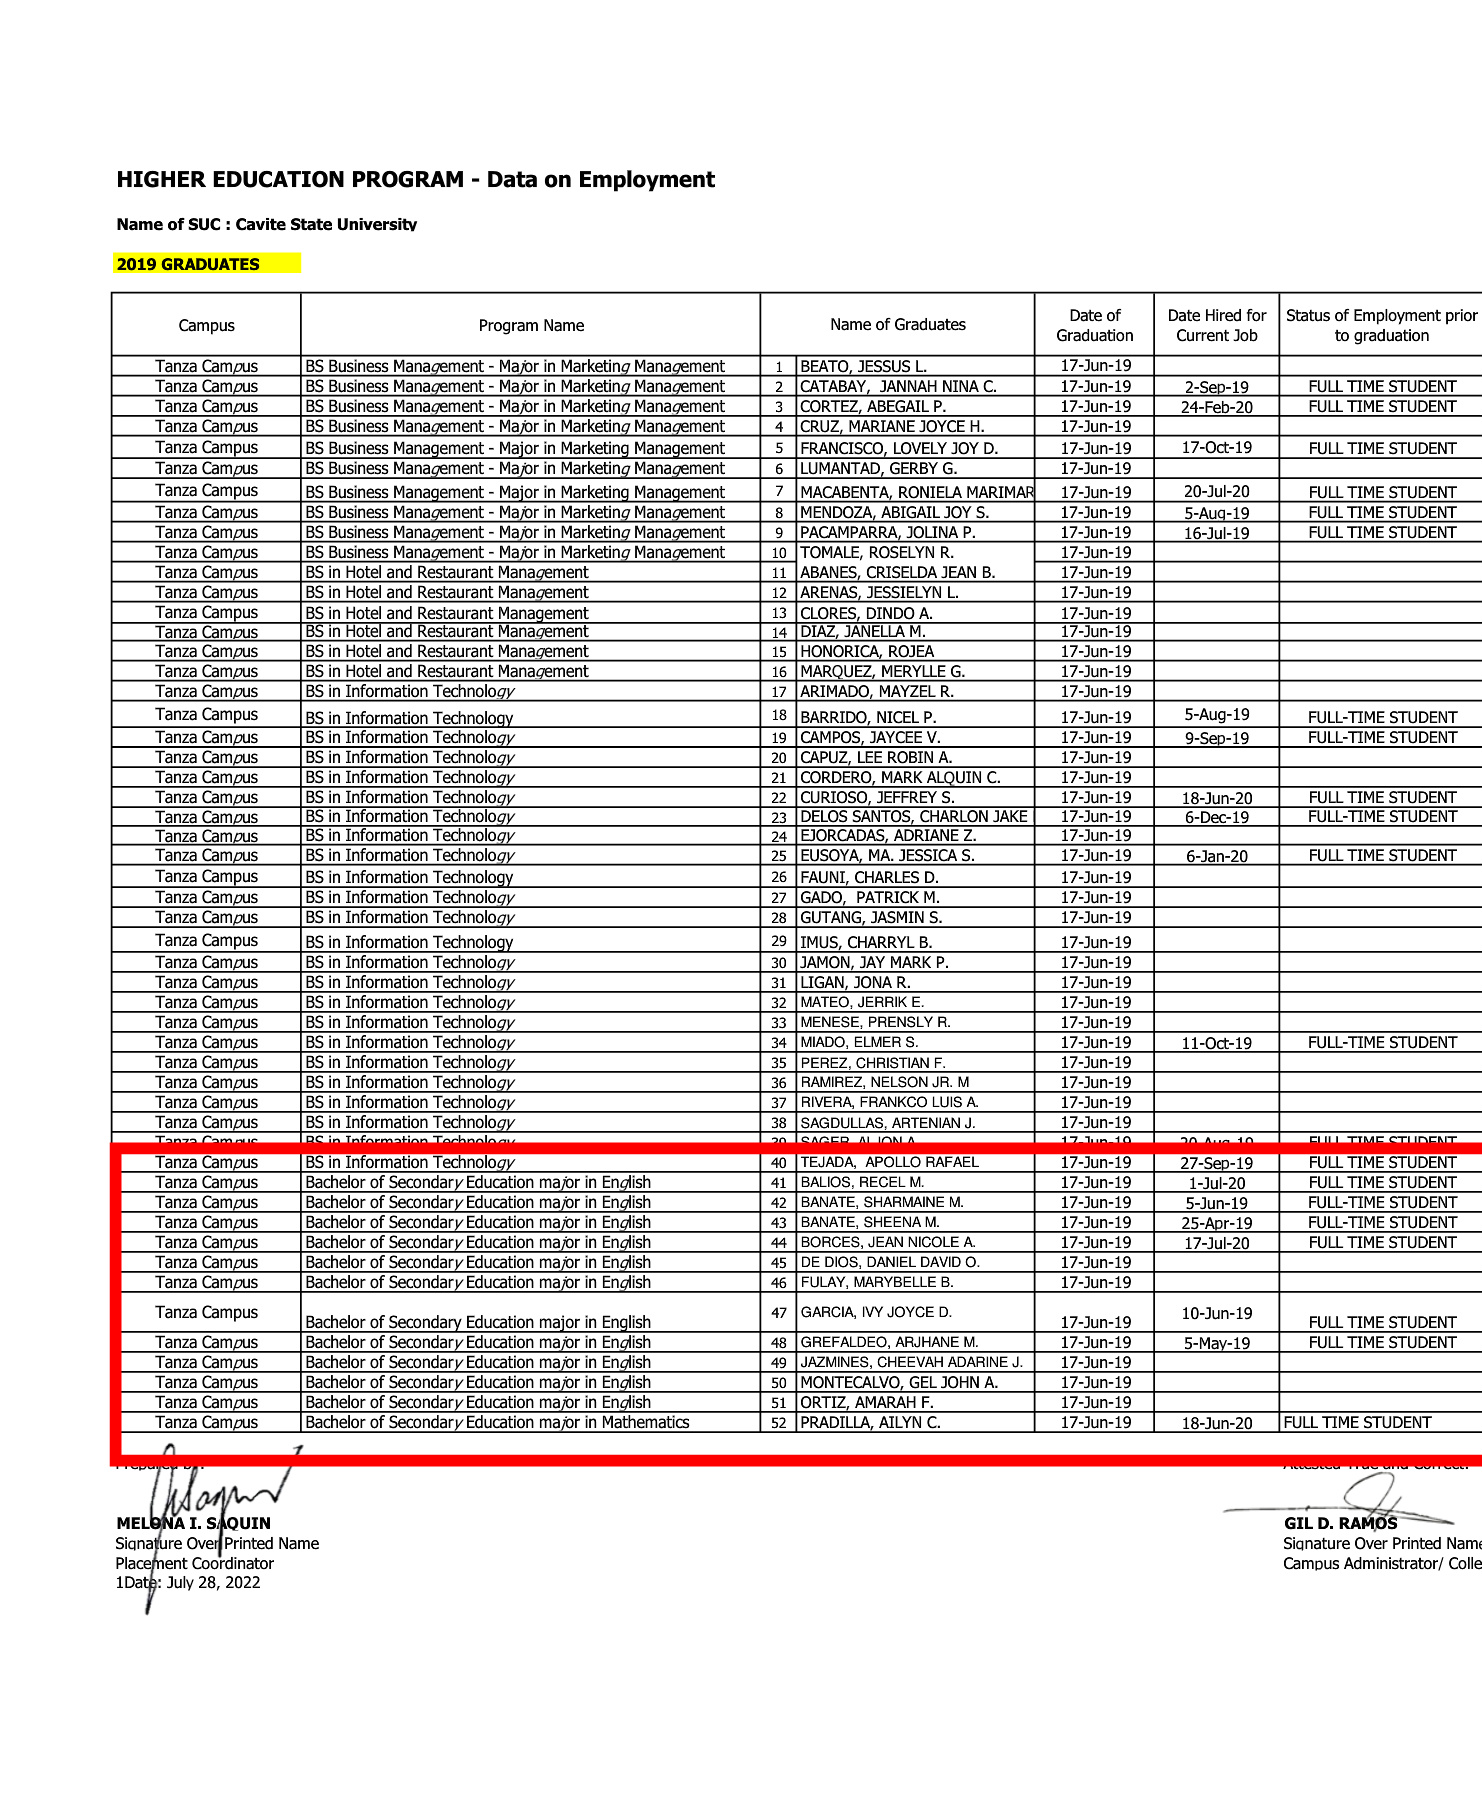 HIGHER EDUCATION PROGRAM - Data on Employment
Name of SUC : Cavite State University
2019 GRADUATES
Campus Program Name Name of Graduates Date of Graduation Date Hired for Current Job Status of Employment prior to graduation
Tanza Campus BS Business Management - Major in Marketing Management 1 BEATO, JESSUS L. 17-Jun-19
Tanza Campus BS Business Management - Major in Marketing Management 2 CATABAY, JANNAH NINA C. 17-Jun-19 2-Sep-19 FULL TIME STUDENT
Tanza Campus BS Business Management - Major in Marketing Management 3 CORTEZ, ABEGAIL P. 17-Jun-19 24-Feb-20 FULL TIME STUDENT
Tanza Campus BS Business Management - Major in Marketing Management 4 CRUZ, MARIANE JOYCE H. 17-Jun-19
Tanza Campus BS Business Management - Major in Marketing Management 5 FRANCISCO, LOVELY JOY D. 17-Jun-19 17-Oct-19 FULL TIME STUDENT
Tanza Campus BS Business Management - Major in Marketing Management 6 LUMANTAD, GERBY G. 17-Jun-19
Tanza Campus BS Business Management - Major in Marketing Management 7 MACABENTA, RONIELA MARIMAR 17-Jun-19 20-Jul-20 FULL TIME STUDENT
Tanza Campus BS Business Management - Major in Marketing Management 8 MENDOZA, ABIGAIL JOY S. 17-Jun-19 5-Aug-19 FULL TIME STUDENT
Tanza Campus BS Business Management - Major in Marketing Management 9 PACAMPARRA, JOLINA P. 17-Jun-19 16-Jul-19 FULL TIME STUDENT
Tanza Campus BS Business Management - Major in Marketing Management 10 TOMALE, ROSELYN R. 17-Jun-19
Tanza Campus BS in Hotel and Restaurant Management 11 ABANES, CRISELDA JEAN B. 17-Jun-19
Tanza Campus BS in Hotel and Restaurant Management 12 ARENAS, JESSIELYN L. 17-Jun-19
Tanza Campus BS in Hotel and Restaurant Management 13 CLORES, DINDO A. 17-Jun-19
Tanza Campus BS in Hotel and Restaurant Management 14 DIAZ, JANELLA M. 17-Jun-19
Tanza Campus BS in Hotel and Restaurant Management 15 HONORICA, ROJEA 17-Jun-19
Tanza Campus BS in Hotel and Restaurant Management 16 MARQUEZ, MERYLLE G. 17-Jun-19
Tanza Campus BS in Information Technology 17 ARIMADO, MAYZEL R. 17-Jun-19
Tanza Campus BS in Information Technology 18 BARRIDO, NICEL P. 17-Jun-19 5-Aug-19 FULL-TIME STUDENT
Tanza Campus BS in Information Technology 19 CAMPOS, JAYCEE V. 17-Jun-19 9-Sep-19 FULL-TIME STUDENT
Tanza Campus BS in Information Technology 20 CAPUZ, LEE ROBIN A. 17-Jun-19
Tanza Campus BS in Information Technology 21 CORDERO, MARK ALQUIN C. 17-Jun-19
Tanza Campus BS in Information Technology 22 CURIOSO, JEFFREY S. 17-Jun-19 18-Jun-20 FULL TIME STUDENT
Tanza Campus BS in Information Technology 23 DELOS SANTOS, CHARLON JAKE 17-Jun-19 6-Dec-19 FULL-TIME STUDENT
Tanza Campus BS in Information Technology 24 EJORCADAS, ADRIANE Z. 17-Jun-19
Tanza Campus BS in Information Technology 25 EUSOYA, MA. JESSICA S. 17-Jun-19 6-Jan-20 FULL TIME STUDENT
Tanza Campus BS in Information Technology 26 FAUNI, CHARLES D. 17-Jun-19
Tanza Campus BS in Information Technology 27 GADO, PATRICK M. 17-Jun-19
Tanza Campus BS in Information Technology 28 GUTANG, JASMIN S. 17-Jun-19
Tanza Campus BS in Information Technology 29 IMUS, CHARRYL B. 17-Jun-19
Tanza Campus BS in Information Technology 30 JAMON, JAY MARK P. 17-Jun-19
Tanza Campus BS in Information Technology 31 LIGAN, JONA R. 17-Jun-19
Tanza Campus BS in Information Technology 32 MATEO, JERRIK E. 17-Jun-19
Tanza Campus BS in Information Technology 33 MENESE, PRENSLY R. 17-Jun-19
Tanza Campus BS in Information Technology 34 MIADO, ELMER S. 17-Jun-19 11-Oct-19 FULL-TIME STUDENT
Tanza Campus BS in Information Technology 35 PEREZ, CHRISTIAN F. 17-Jun-19
Tanza Campus BS in Information Technology 36 RAMIREZ, NELSON JR. M 17-Jun-19
Tanza Campus BS in Information Technology 37 RIVERA, FRANKCO LUIS A. 17-Jun-19
Tanza Campus BS in Information Technology 38 SAGDULLAS, ARTENIAN J. 17-Jun-19
Tanza Campus BS in Information Technology 39 17-Jun-19 FULL TIME STUDENT
Tanza Campus BS in Information Technology 40 TEJADA, APOLLO RAFAEL 17-Jun-19 27-Sep-19 FULL TIME STUDENT
Tanza Campus Bachelor of Secondary Education major in English 41 BALIOS, RECEL M. 17-Jun-19 1-Jul-20 FULL TIME STUDENT
Tanza Campus Bachelor of Secondary Education major in English 42 BANATE, SHARMAINE M. 17-Jun-19 5-Jun-19 FULL-TIME STUDENT
Tanza Campus Bachelor of Secondary Education major in English 43 BANATE, SHEENA M. 17-Jun-19 25-Apr-19 FULL-TIME STUDENT
Tanza Campus Bachelor of Secondary Education major in English 44 BORCES, JEAN NICOLE A. 17-Jun-19 17-Jul-20 FULL TIME STUDENT
Tanza Campus Bachelor of Secondary Education major in English 45 DE DIOS, DANIEL DAVID O. 17-Jun-19
Tanza Campus Bachelor of Secondary Education major in English 46 FULAY, MARYBELLE B. 17-Jun-19
Tanza Campus Bachelor of Secondary Education major in English 47 GARCIA, IVY JOYCE D. 17-Jun-19 10-Jun-19 FULL TIME STUDENT
Tanza Campus Bachelor of Secondary Education major in English 48 GREFALDEO, ARJHANE M. 17-Jun-19 5-May-19 FULL TIME STUDENT
Tanza Campus Bachelor of Secondary Education major in English 49 JAZMINES, CHEEVAH ADARINE J. 17-Jun-19
Tanza Campus Bachelor of Secondary Education major in English 50 MONTECALVO, GEL JOHN A. 17-Jun-19
Tanza Campus Bachelor of Secondary Education major in English 51 ORTIZ, AMARAH F. 17-Jun-19
Tanza Campus Bachelor of Secondary Education major in Mathematics 52 PRADILLA, AILYN C. 17-Jun-19 18-Jun-20 FULL TIME STUDENT
MELONA I. SAQUIN GIL D. RAMOS
Signature Over Printed Name Signature Over Printed Name
Placement Coordinator Campus Administrator/ Colle
1Date: July 28, 2022